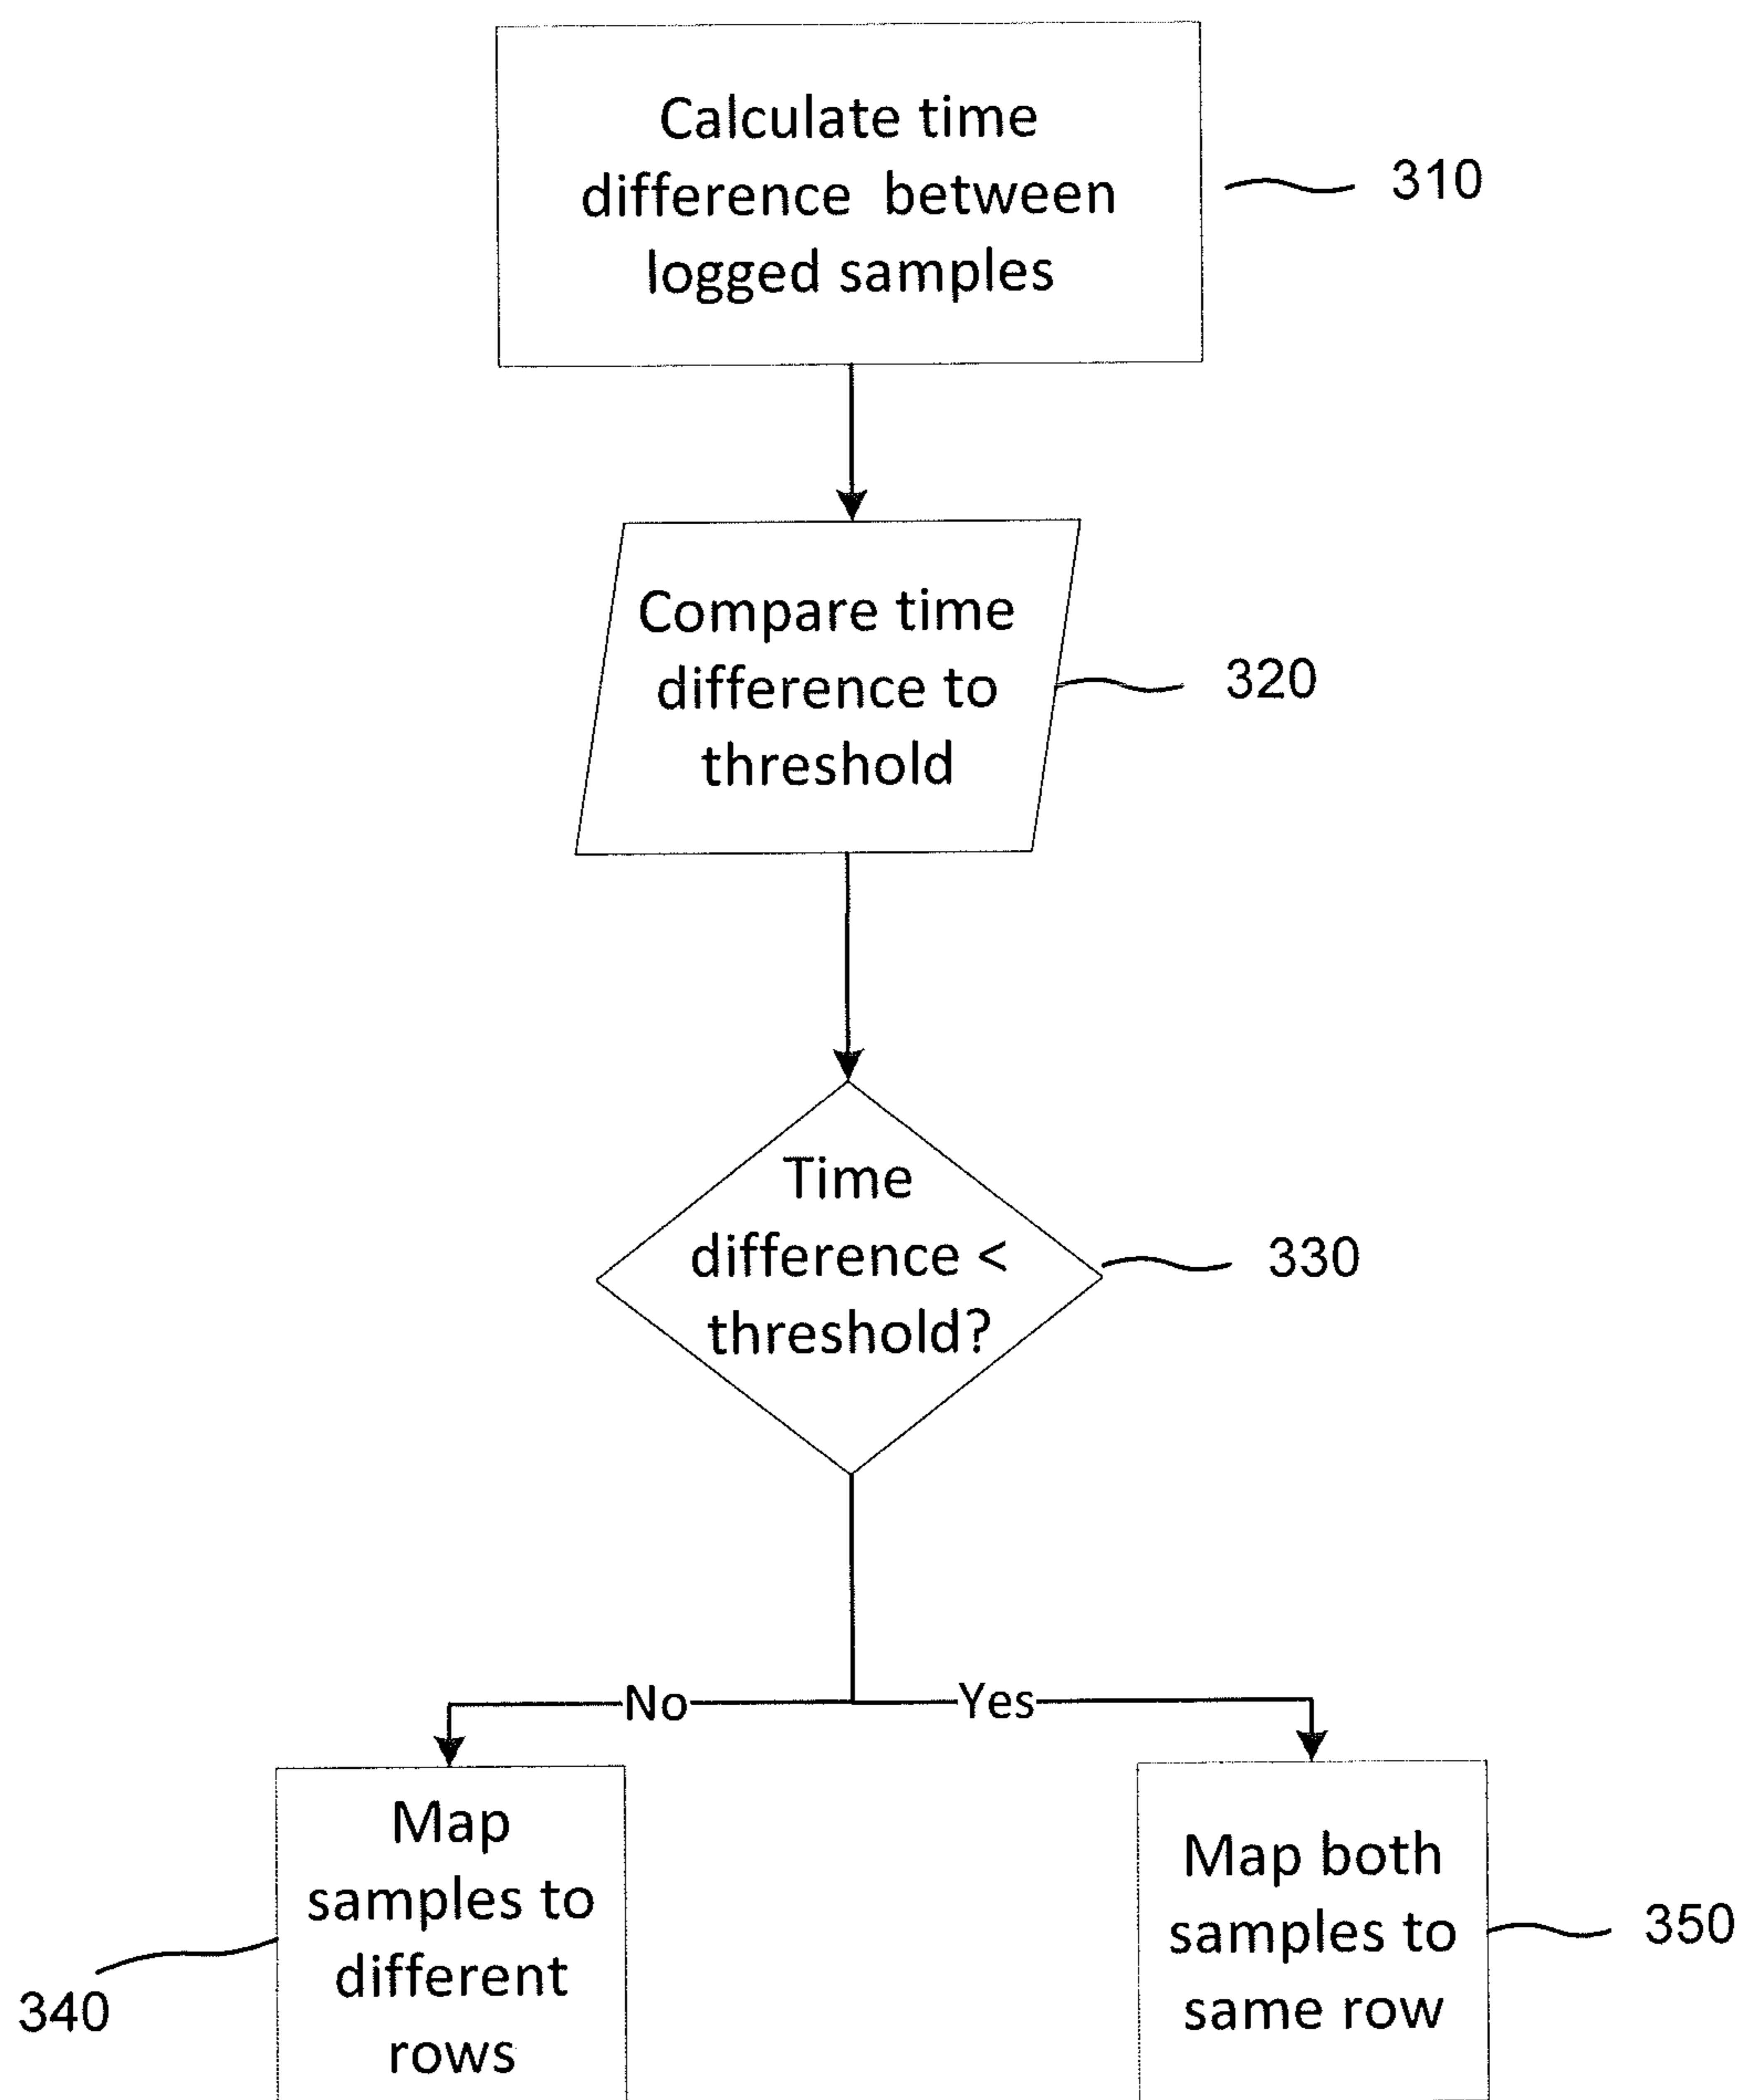 Calculate time
difference between
logged samples
310
Compare time
difference to
threshold
320
Time
difference <
threshold?
330
No
Yes
Map
samples to
different
rows
340
Map both
samples to
same row
350